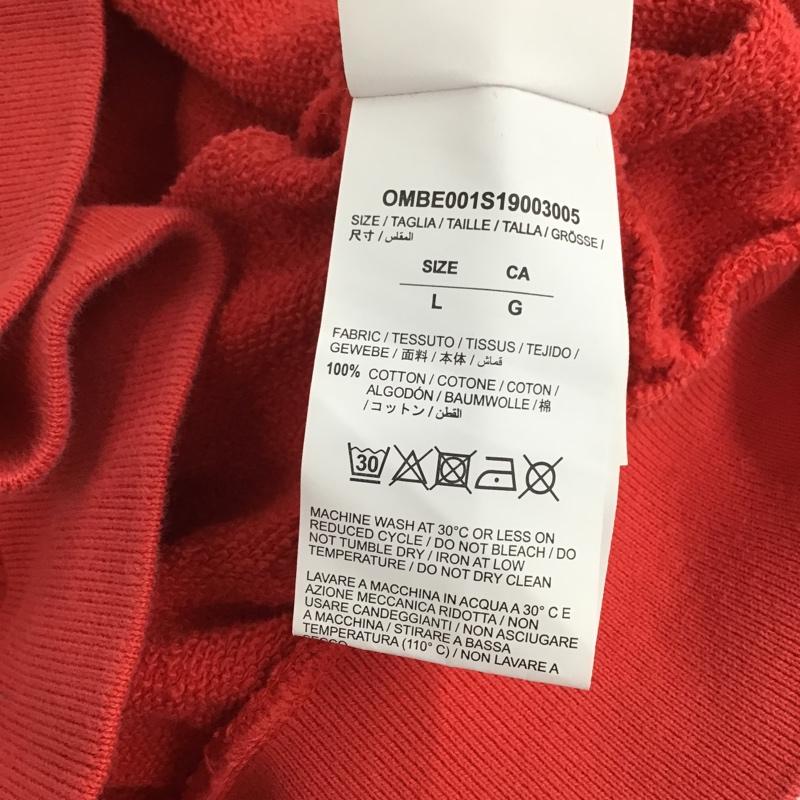 OMBE001S19003005
SIZE / TAGLIA / TAILLE / TALLA / GRÖSSE /
尺寸 / المقلس /
SIZE CA
L G
FABRIC / TESSUTO / TISSUS / TEJIDO /
GEWEBE / 面料 / 本体 / قماش /
100% COTTON / COTONE / COTON /
ALGODÓN / BAUMWOLLE / 棉
/ コットン / القطن /
30
MACHINE WASH AT 30°C OR LESS ON
REDUCED CYCLE / DO NOT BLEACH / DO
NOT TUMBLE DRY / IRON AT LOW
TEMPERATURE / DO NOT DRY CLEAN
LAVARE A MACCHINA IN ACQUA A 30° C E
AZIONE MECCANICA RIDOTTA / NON
USARE CANDEGGIANTI / NON ASCIUGARE
A MACCHINA / STIRARE A BASSA
TEMPERATURA (110° C) / NON LAVARE A
SECCO